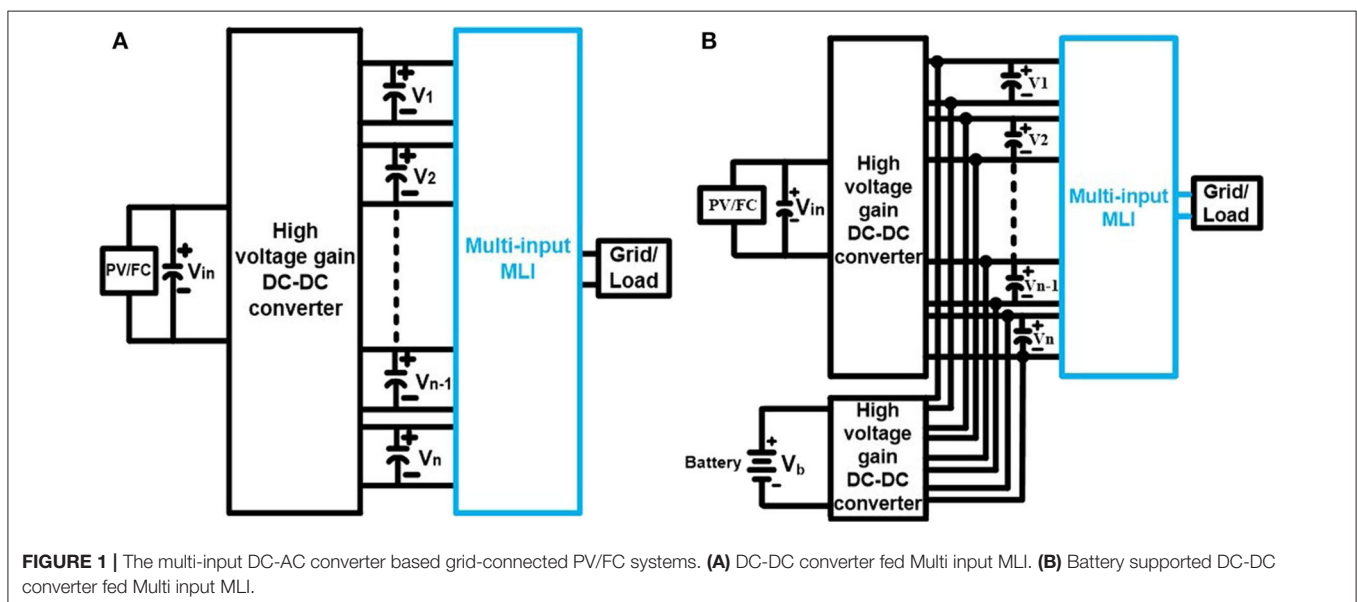 A
PV/FC
+
Vin
−
High
voltage gain
DC-DC
converter
+
V1
−
+
V2
−
+
Vn-1
−
+
Vn
−
Multi-input
MLI
Grid/
Load
B
PV/FC
+
Vin
−
High
voltage
gain
DC-DC
converter
+
V1
−
+
V2
−
+
Vn-1
−
+
Vn
−
Multi-input
MLI
Grid/
Load
Battery
+
Vb
−
High
voltage
gain
DC-DC
converter
FIGURE 1 | The multi-input DC-AC converter based grid-connected PV/FC systems. (A) DC-DC converter fed Multi input MLI. (B) Battery supported DC-DC
converter fed Multi input MLI.